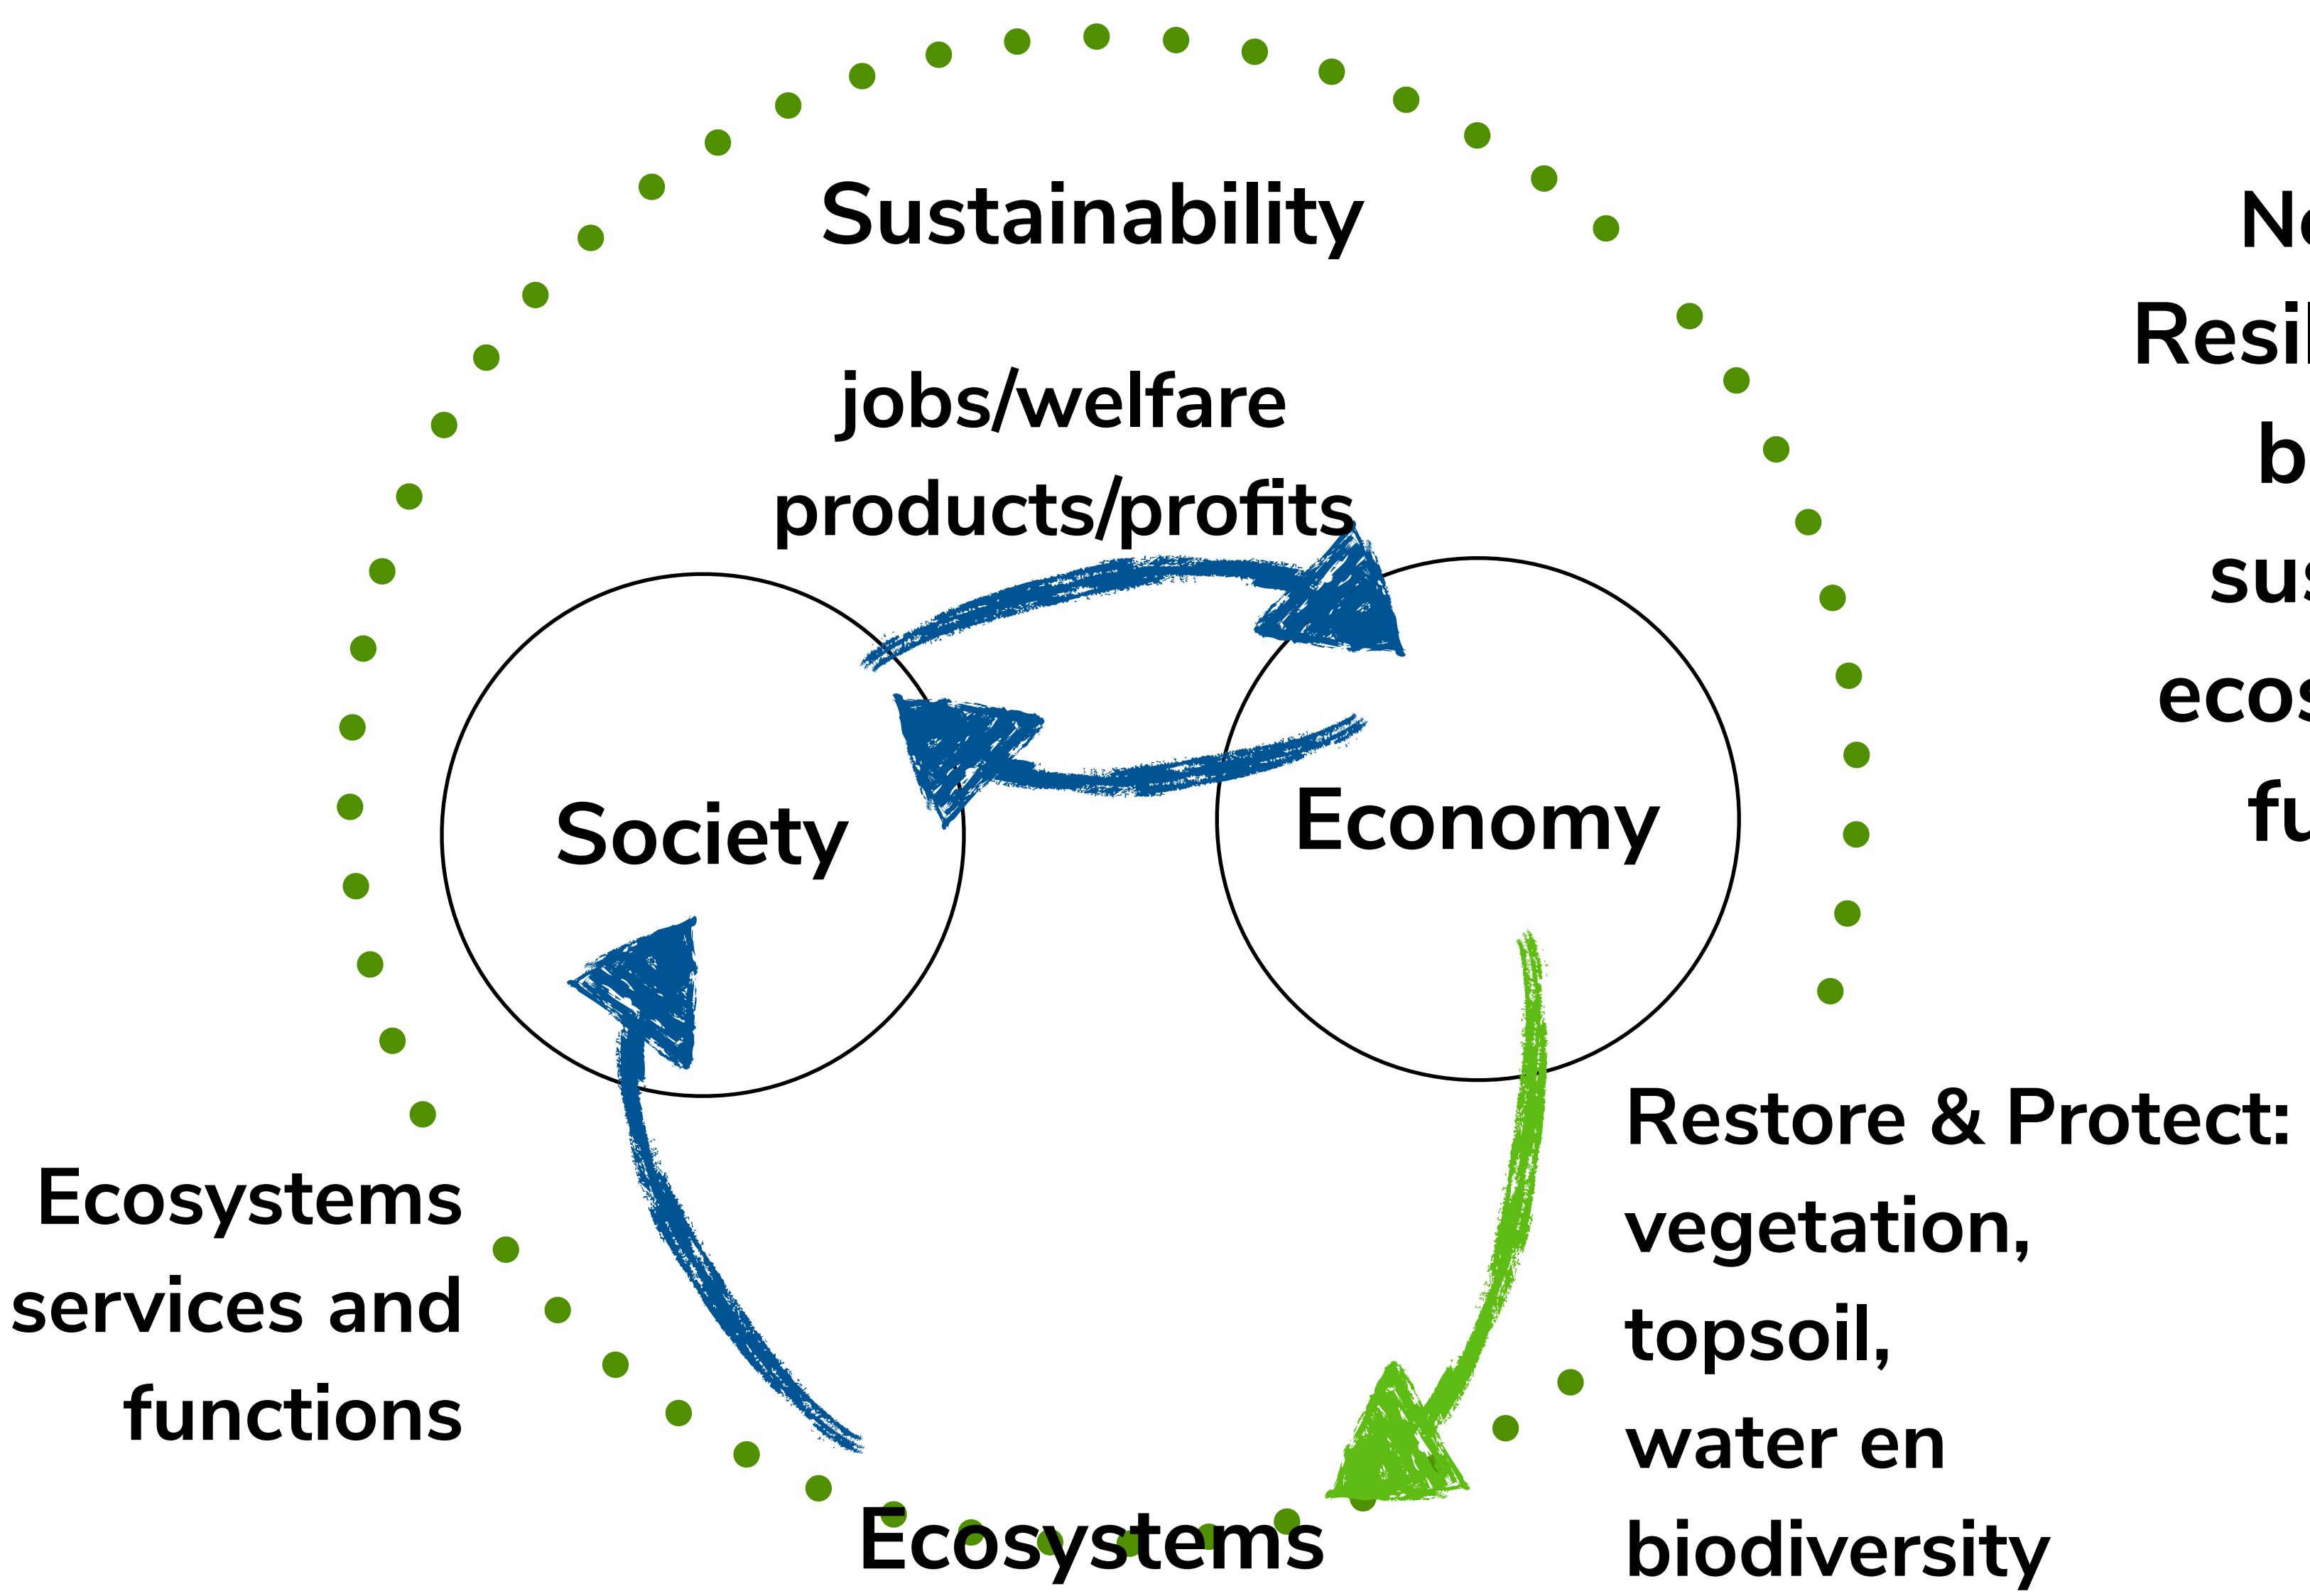 Sustainability
jobs/welfare
products/profits
Society
Economy
Ecosystems
services and
functions
Restore & Protect:
vegetation,
topsoil,
water en
biodiversity
Ecosystems